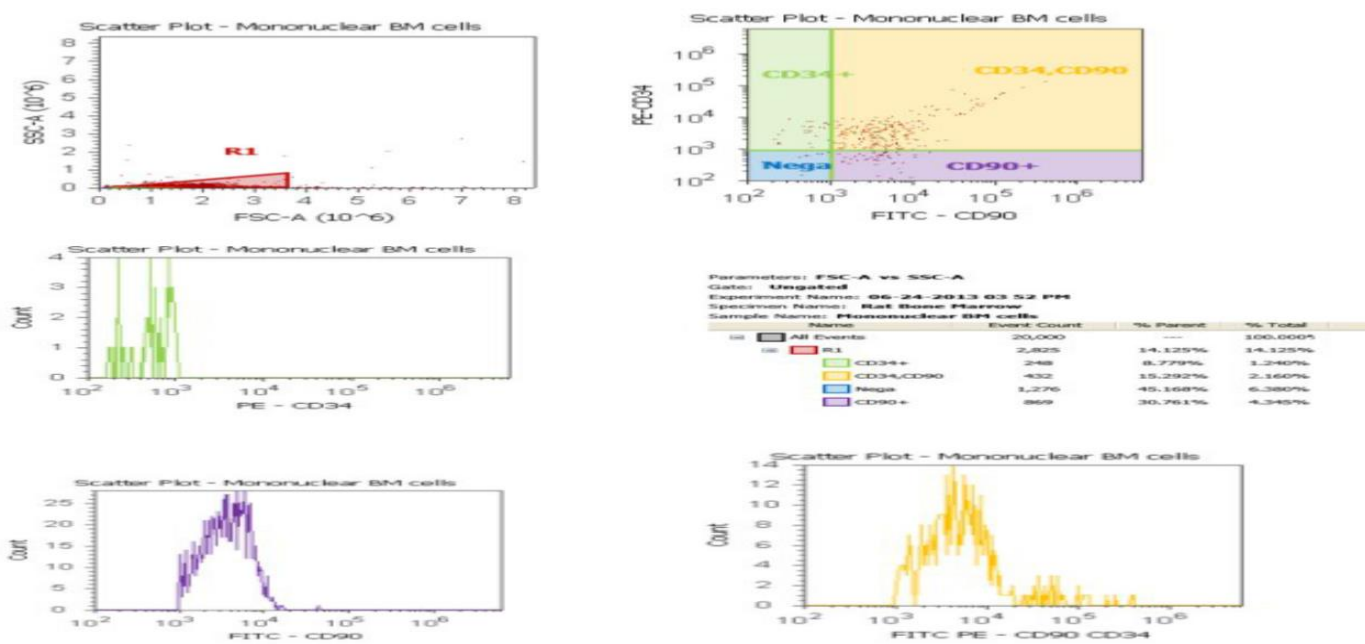 Scatter Plot - Mononuclear BM cells
SSC-A (10^6)
8
7
6
5
4
3
2
1
0
R1
0 1 2 3 4 5 6 7 8
FSC-A (10^6)
Scatter Plot - Mononuclear BM cells
PE-CD34
10^6
10^5
10^4
10^3
10^2
CD34+
CD34,CD90
Nega
CD90+
10^2 10^3 10^4 10^5 10^6
FITC - CD90
Scatter Plot - Mononuclear BM cells
Count
4
3
2
1
0
10^2 10^3 10^4 10^5 10^6
PE - CD34
Parameters: FSC-A vs SSC-A
Gate: Ungated
Experiment Name: 06-24-2013 03 52 PM
Specimen Name: Rat Bone Marrow
Sample Name: Mononuclear BM cells
Name Event Count % Parent % Total
All Events 20,000 --- 100.000%
R1 2,825 14.125% 14.125%
CD34+ 248 8.779% 1.240%
CD34,CD90 432 15.292% 2.160%
Nega 1,276 45.168% 6.380%
CD90+ 869 30.761% 4.345%
Scatter Plot - Mononuclear BM cells
Count
25
20
15
10
5
0
10^2 10^3 10^4 10^5 10^6
FITC - CD90
Scatter Plot - Mononuclear BM cells
Count
14
12
10
8
6
4
2
0
10^2 10^3 10^4 10^5 10^6
FITC PE - CD90 CD34